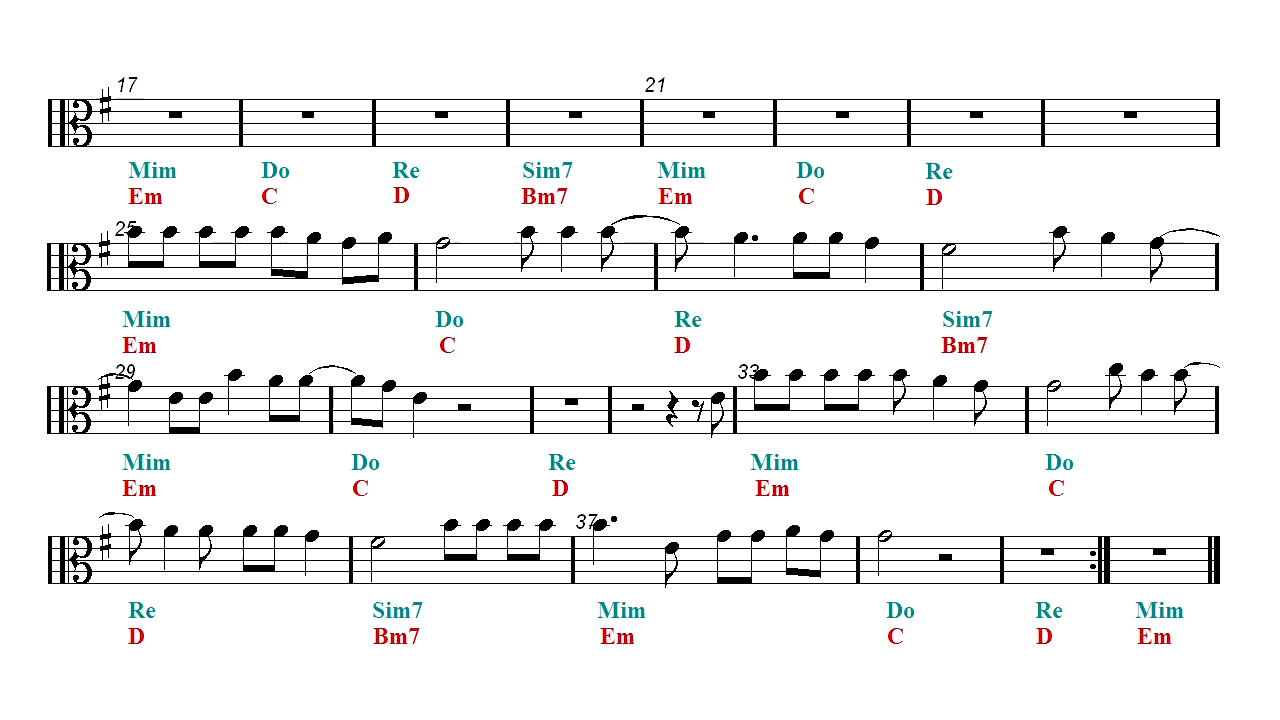 17 21
Mim Do Re Sim7 Mim Do Re
Em C D Bm7 Em C D
25
Mim Do Re Sim7
Em C D Bm7
29 33
Mim Do Re Mim Do
Em C D Em C
37
Re Sim7 Mim Do Re Mim
D Bm7 Em C D Em